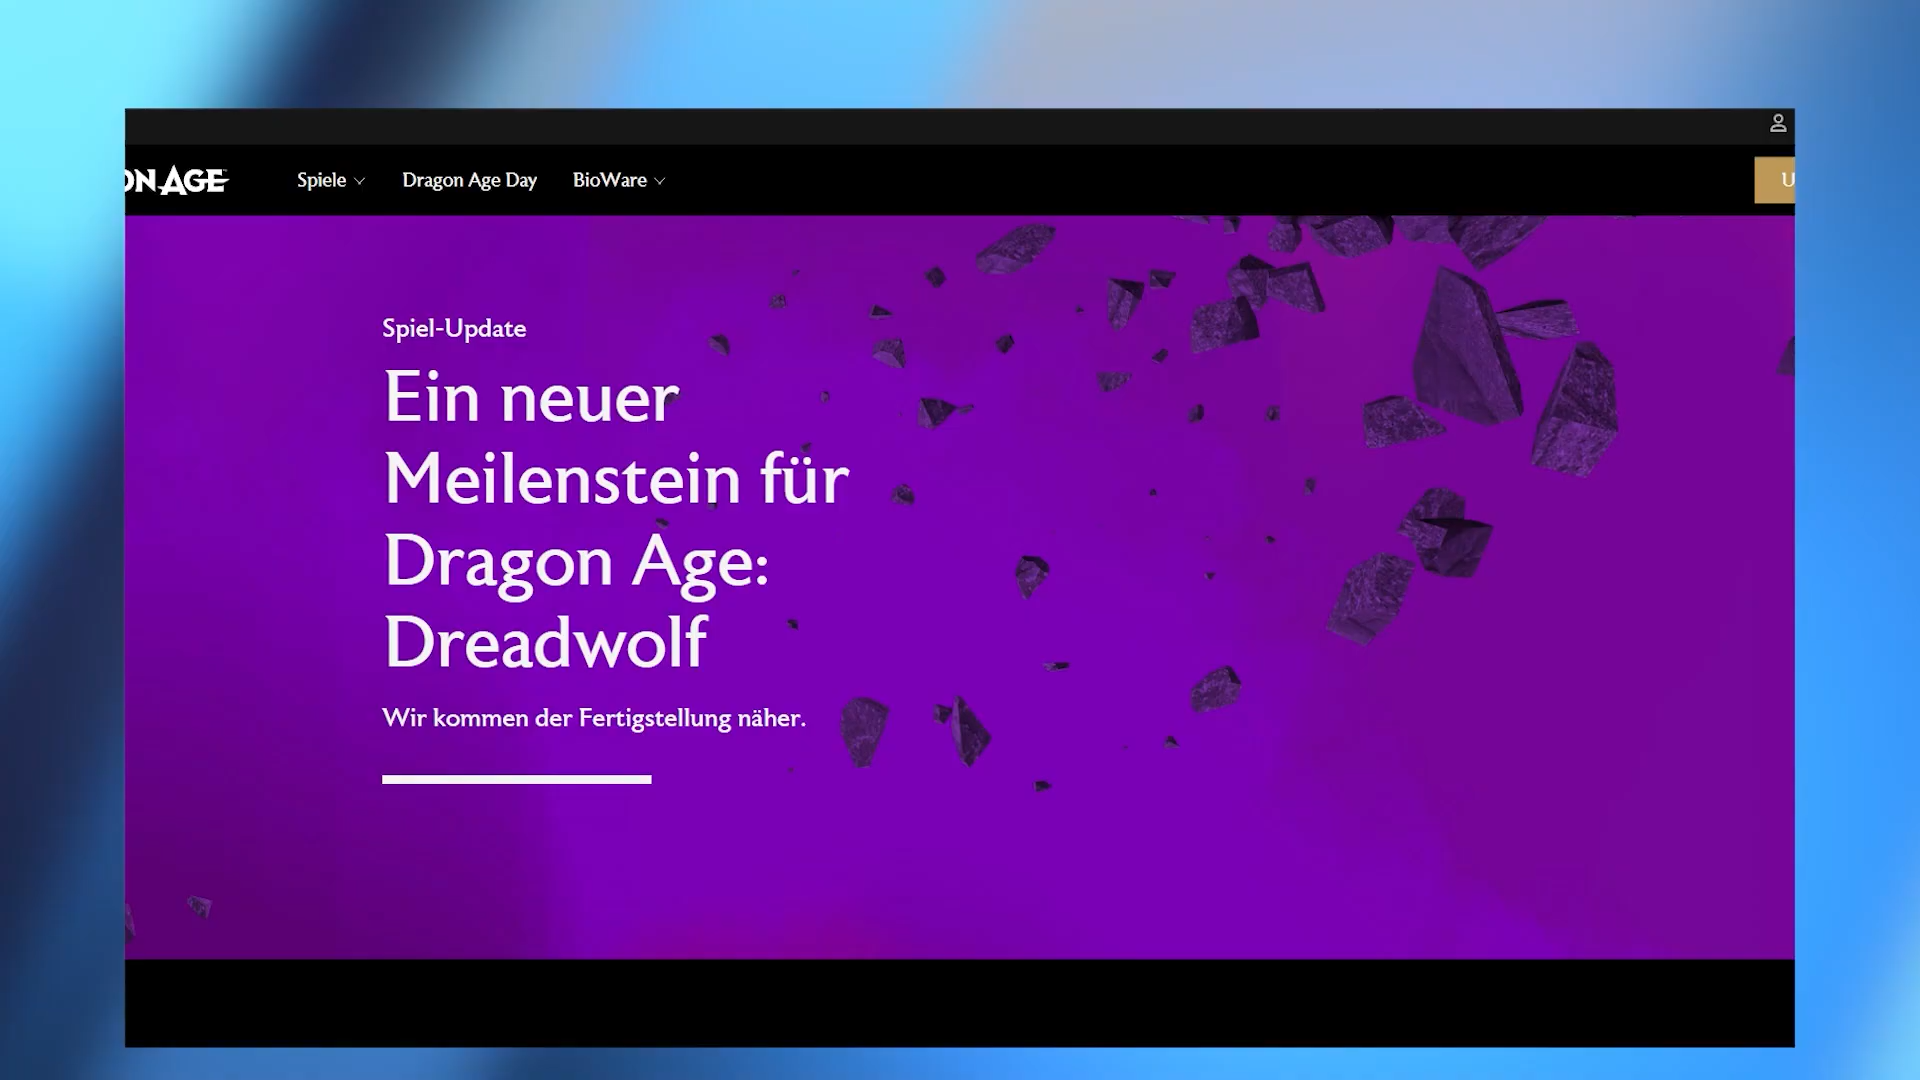 ON AGE
Spiele
Dragon Age Day
BioWare
U
Spiel-Update
Ein neuer
Meilenstein für
Dragon Age:
Dreadwolf
Wir kommen der Fertigstellung näher.